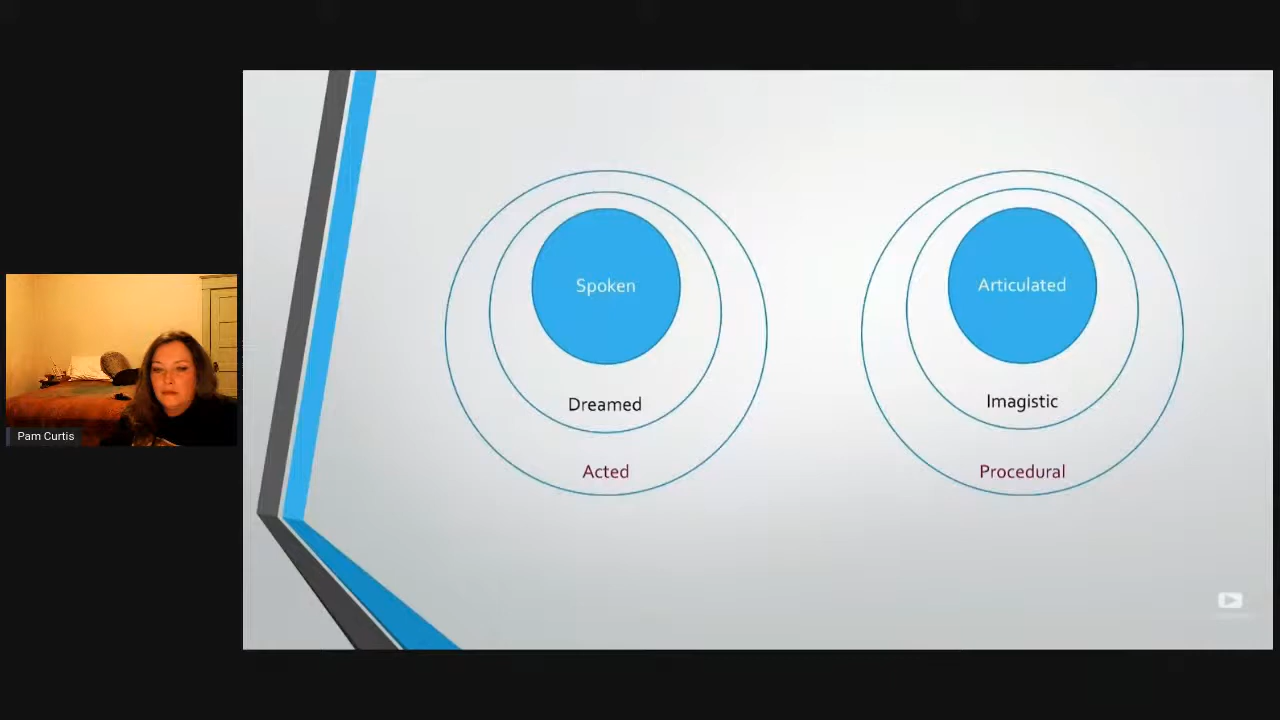 Spoken
Dreamed
Acted
Articulated
Imagistic
Procedural
Pam Curtis